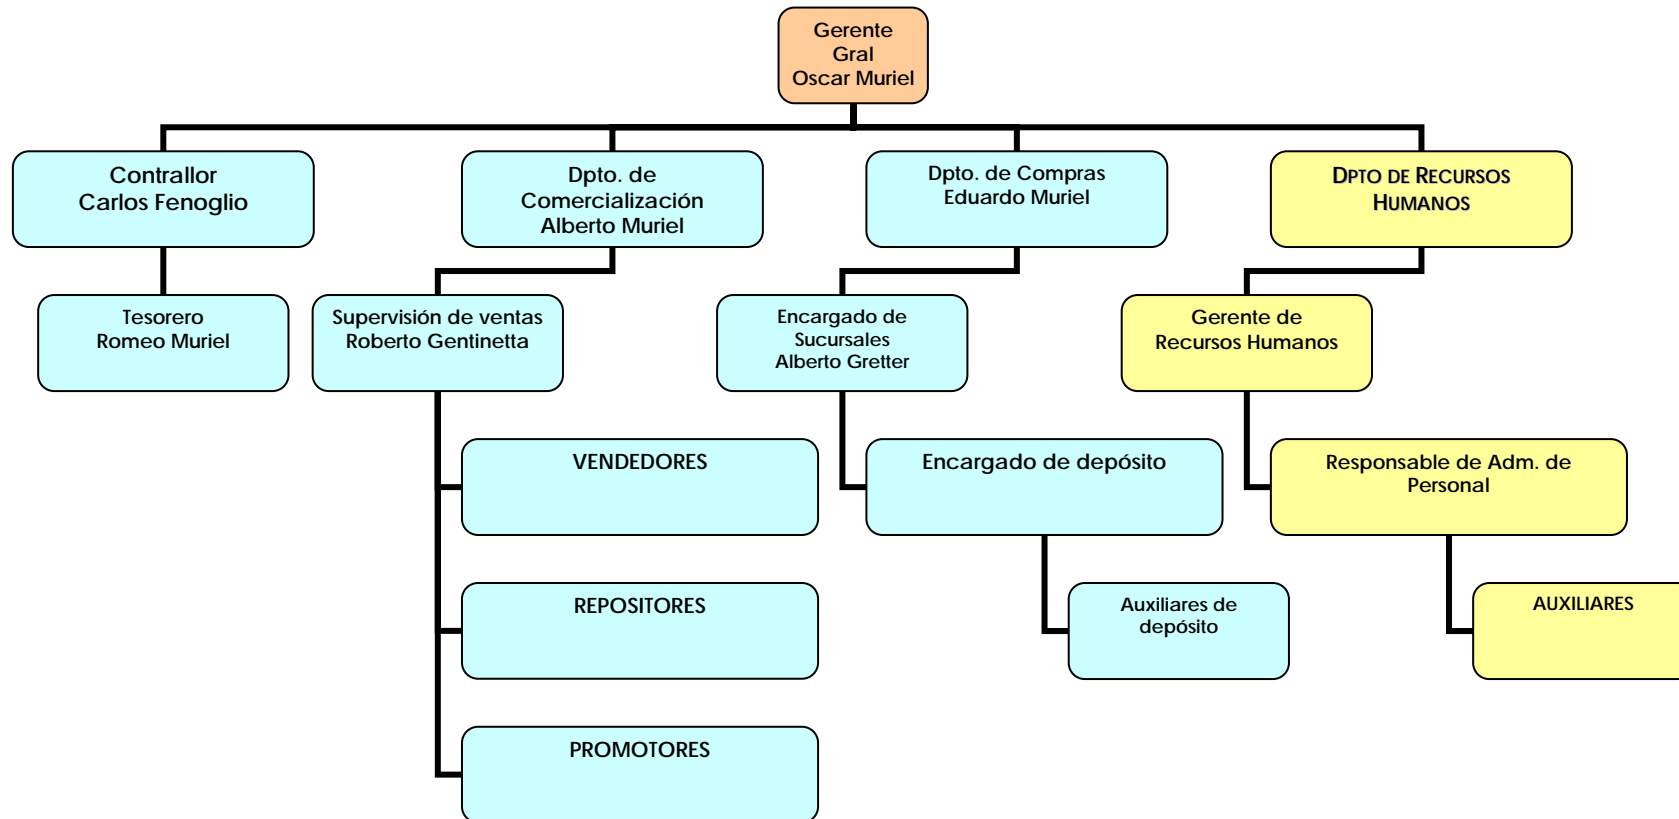 Gerente
Gral
Oscar Muriel
Contrallor
Carlos Fenoglio
Dpto. de
Comercialización
Alberto Muriel
Dpto. de Compras
Eduardo Muriel
DPTO DE RECURSOS
HUMANOS
Tesorero
Romeo Muriel
Supervisión de ventas
Roberto Gentinetta
Encargado de
Sucursales
Alberto Gretter
Gerente de
Recursos Humanos
VENDEDORES
Encargado de depósito
Responsable de Adm. de
Personal
REPOSITORES
Auxiliares de
depósito
AUXILIARES
PROMOTORES